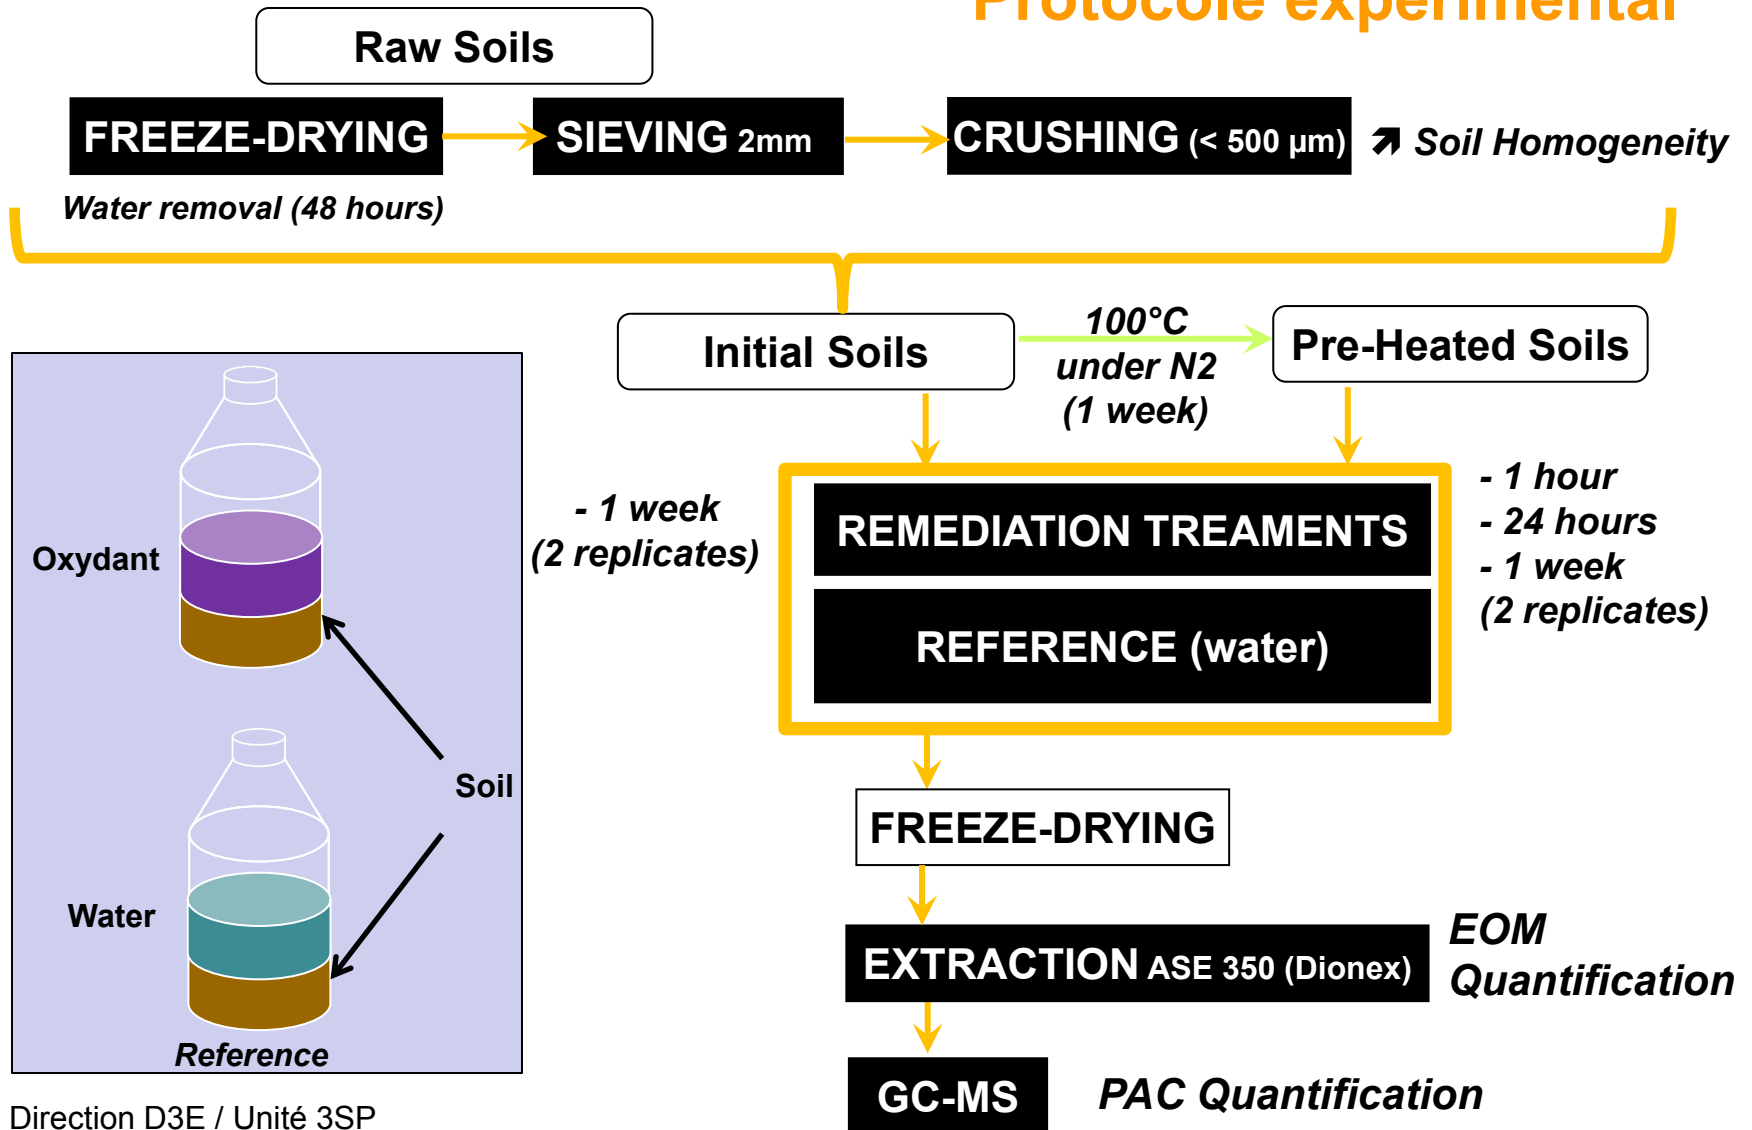 Protocole expérimental
Raw Soils
FREEZE-DRYING
SIEVING 2mm
CRUSHING (< 500 µm)
↗ Soil Homogeneity
Water removal (48 hours)
Initial Soils
100°C
under N2
(1 week)
Pre-Heated Soils
- 1 week
(2 replicates)
REMEDIATION TREAMENTS
REFERENCE (water)
- 1 hour
- 24 hours
- 1 week
(2 replicates)
Oxydant
Soil
Water
Reference
FREEZE-DRYING
EXTRACTION ASE 350 (Dionex)
EOM
Quantification
GC-MS
PAC Quantification
Direction D3E / Unité 3SP